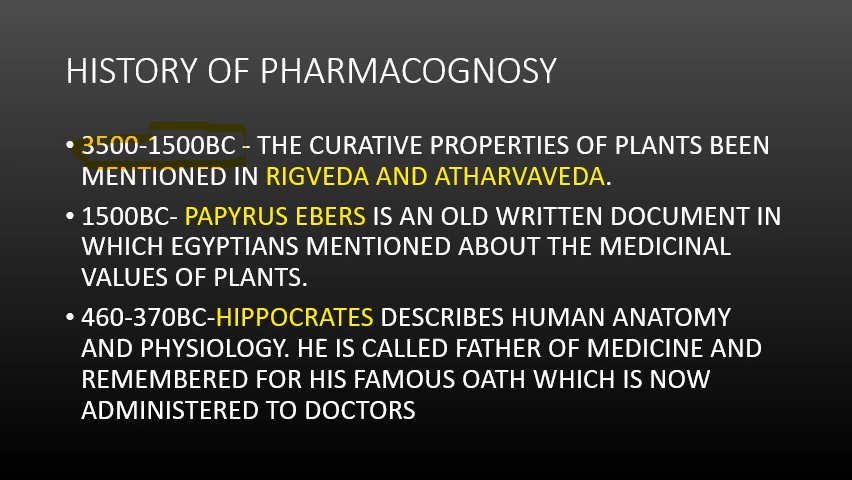 HISTORY OF PHARMACOGNOSY
• 3500-1500BC - THE CURATIVE PROPERTIES OF PLANTS BEEN
MENTIONED IN RIGVEDA AND ATHARVAVEDA.
• 1500BC- PAPYRUS EBERS IS AN OLD WRITTEN DOCUMENT IN
WHICH EGYPTIANS MENTIONED ABOUT THE MEDICINAL
VALUES OF PLANTS.
• 460-370BC-HIPPOCRATES DESCRIBES HUMAN ANATOMY
AND PHYSIOLOGY. HE IS CALLED FATHER OF MEDICINE AND
REMEMBERED FOR HIS FAMOUS OATH WHICH IS NOW
ADMINISTERED TO DOCTORS